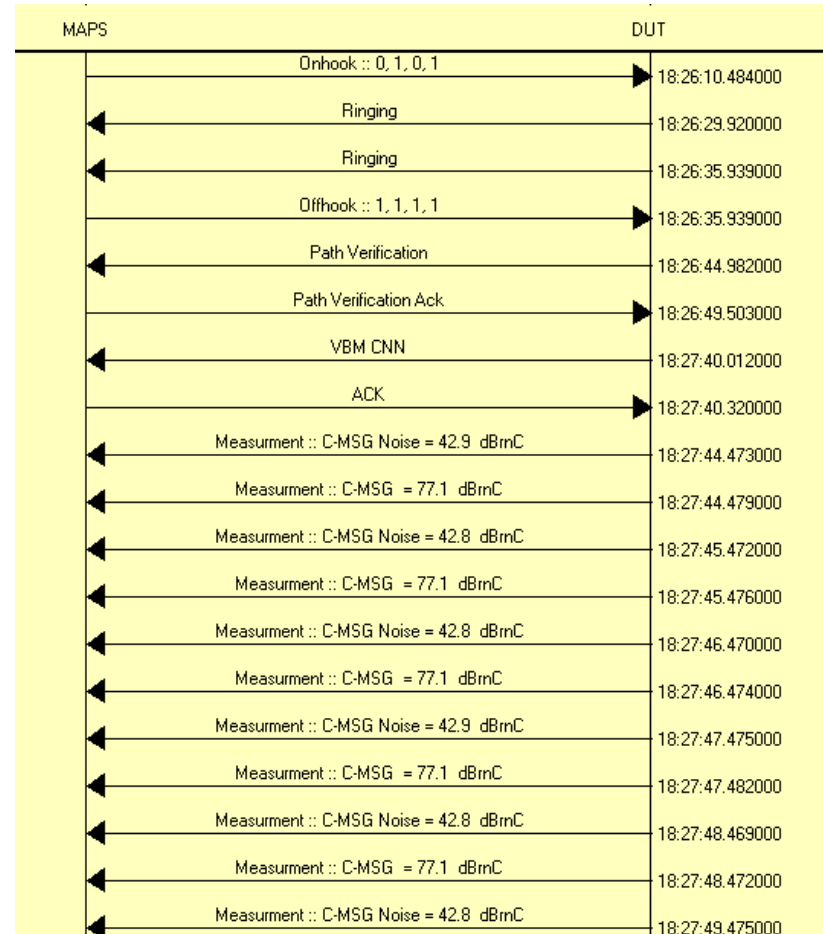 MAPS DUT
Onhook :: 0, 1, 0, 1
18:26:10.484000
Ringing
18:26:29.920000
Ringing
18:26:35.939000
Offhook :: 1, 1, 1, 1
18:26:35.939000
Path Verification
18:26:44.982000
Path Verification Ack
18:26:49.503000
VBM CNN
18:27:40.012000
ACK
18:27:40.320000
Measurment :: C-MSG Noise = 42.9 dBrnC
18:27:44.473000
Measurment :: C-MSG = 77.1 dBrnC
18:27:44.479000
Measurment :: C-MSG Noise = 42.8 dBrnC
18:27:45.472000
Measurment :: C-MSG = 77.1 dBrnC
18:27:45.476000
Measurment :: C-MSG Noise = 42.8 dBrnC
18:27:46.470000
Measurment :: C-MSG = 77.1 dBrnC
18:27:46.474000
Measurment :: C-MSG Noise = 42.9 dBrnC
18:27:47.475000
Measurment :: C-MSG = 77.1 dBrnC
18:27:47.482000
Measurment :: C-MSG Noise = 42.8 dBrnC
18:27:48.469000
Measurment :: C-MSG = 77.1 dBrnC
18:27:48.472000
Measurment :: C-MSG Noise = 42.8 dBrnC
18:27:49.475000